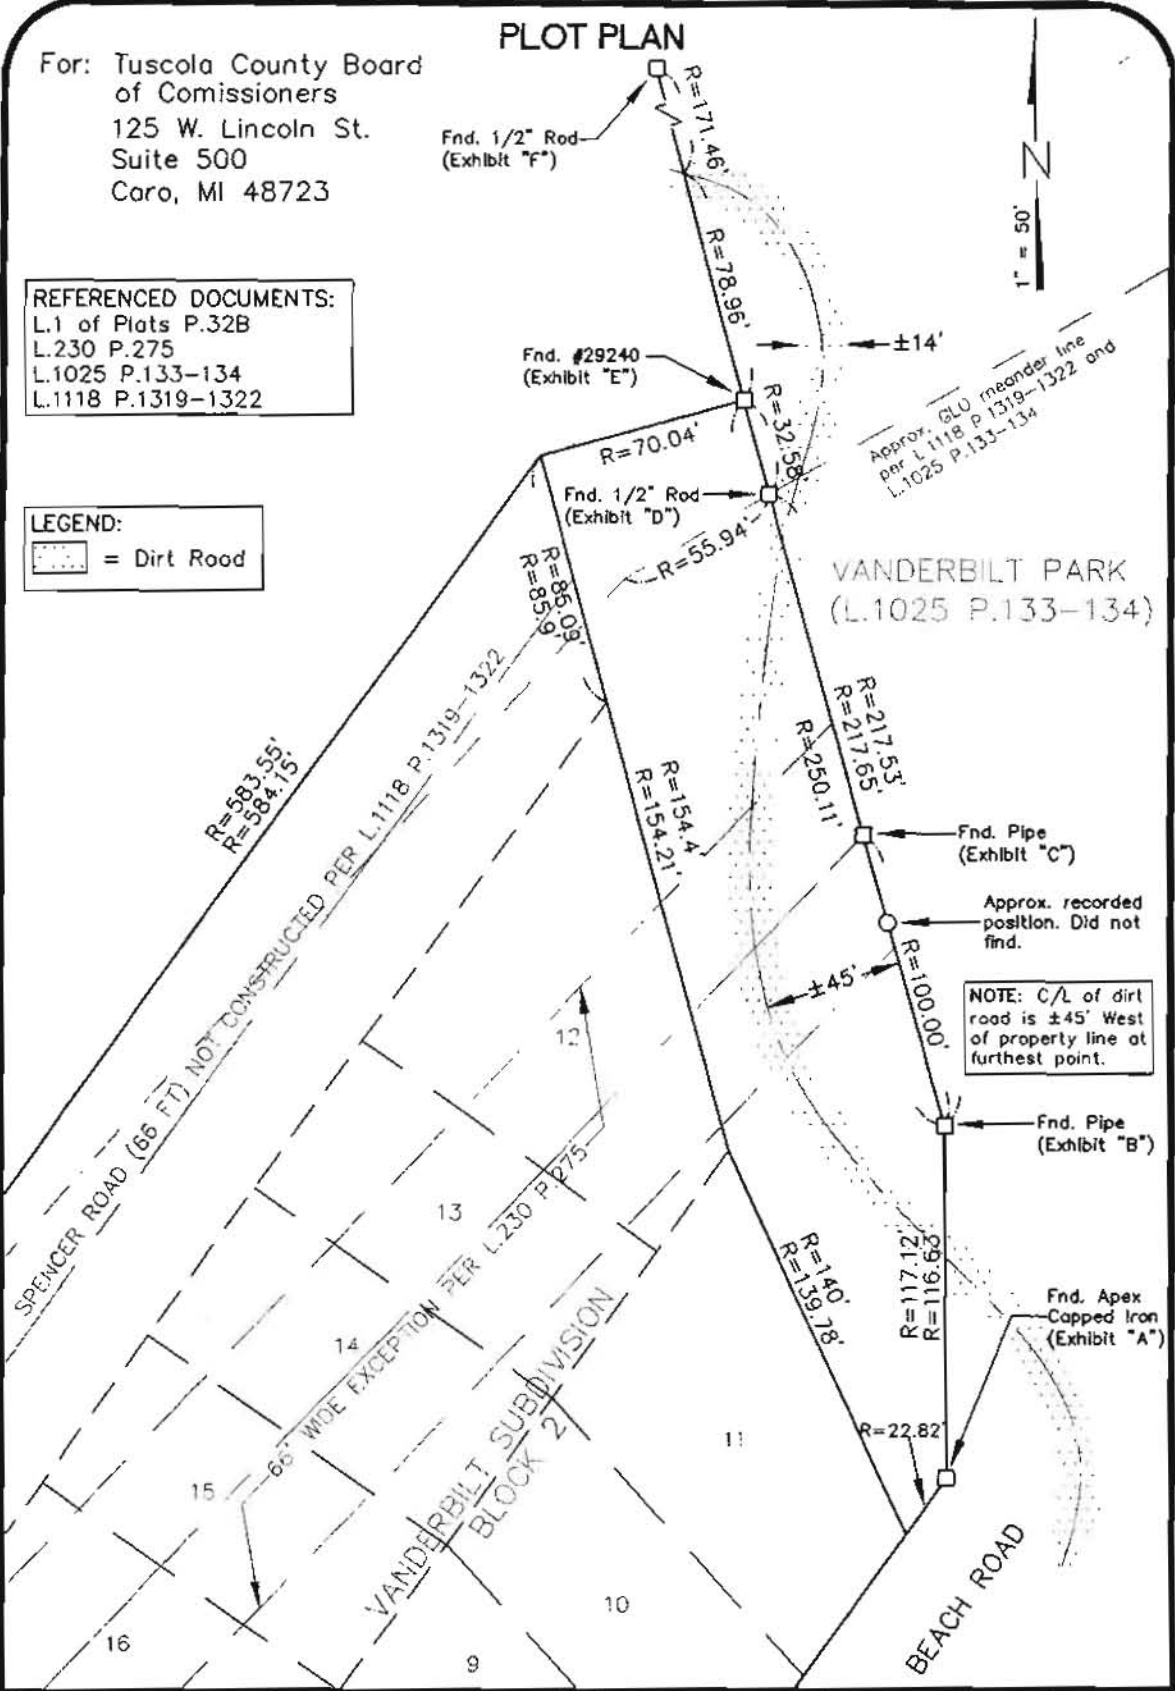 PLOT PLAN
For: Tuscola County Board
of Comissioners
125 W. Lincoln St.
Suite 500
Caro, MI 48723
REFERENCED DOCUMENTS:
L.1 of Plats P.32B
L.230 P.275
L.1025 P.133-134
L.1118 P.1319-1322
LEGEND:
= Dirt Road
Fnd. 1/2" Rod
(Exhibit "F")
R=171.46'
N
1" = 50'
R=78.96'
±14'
Fnd. #29240
(Exhibit "E")
Approx. GLO meander line
per L.1118 P.1319-1322 and
L.1025 P.133-134
R=70.04'
R=32.58'
Fnd. 1/2" Rod
(Exhibit "D")
R=55.94'
VANDERBILT PARK
(L.1025 P.133-134)
R=86.09'
R=85.9'
R=583.55'
R=584.15'
SPENCER ROAD (66 FT) NOT CONSTRUCTED PER L.1118 P.1319-1322
R=217.53'
R=217.65'
R=250.11'
R=154.4
R=154.21'
Fnd. Pipe
(Exhibit "C")
Approx. recorded
position. Did not
find.
±45'
R=100.00'
NOTE: C/L of dirt
road is ±45' West
of property line at
furthest point.
Fnd. Pipe
(Exhibit "B")
12
13
14
15
16
66' WIDE EXCEPTION PER L.230 P.275
VANDERBILT SUBDIVISION
BLOCK 2
R=140'
R=139.78'
R=117.12'
R=116.63'
Fnd. Apex
Capped Iron
(Exhibit "A")
R=22.82'
11
10
9
BEACH ROAD